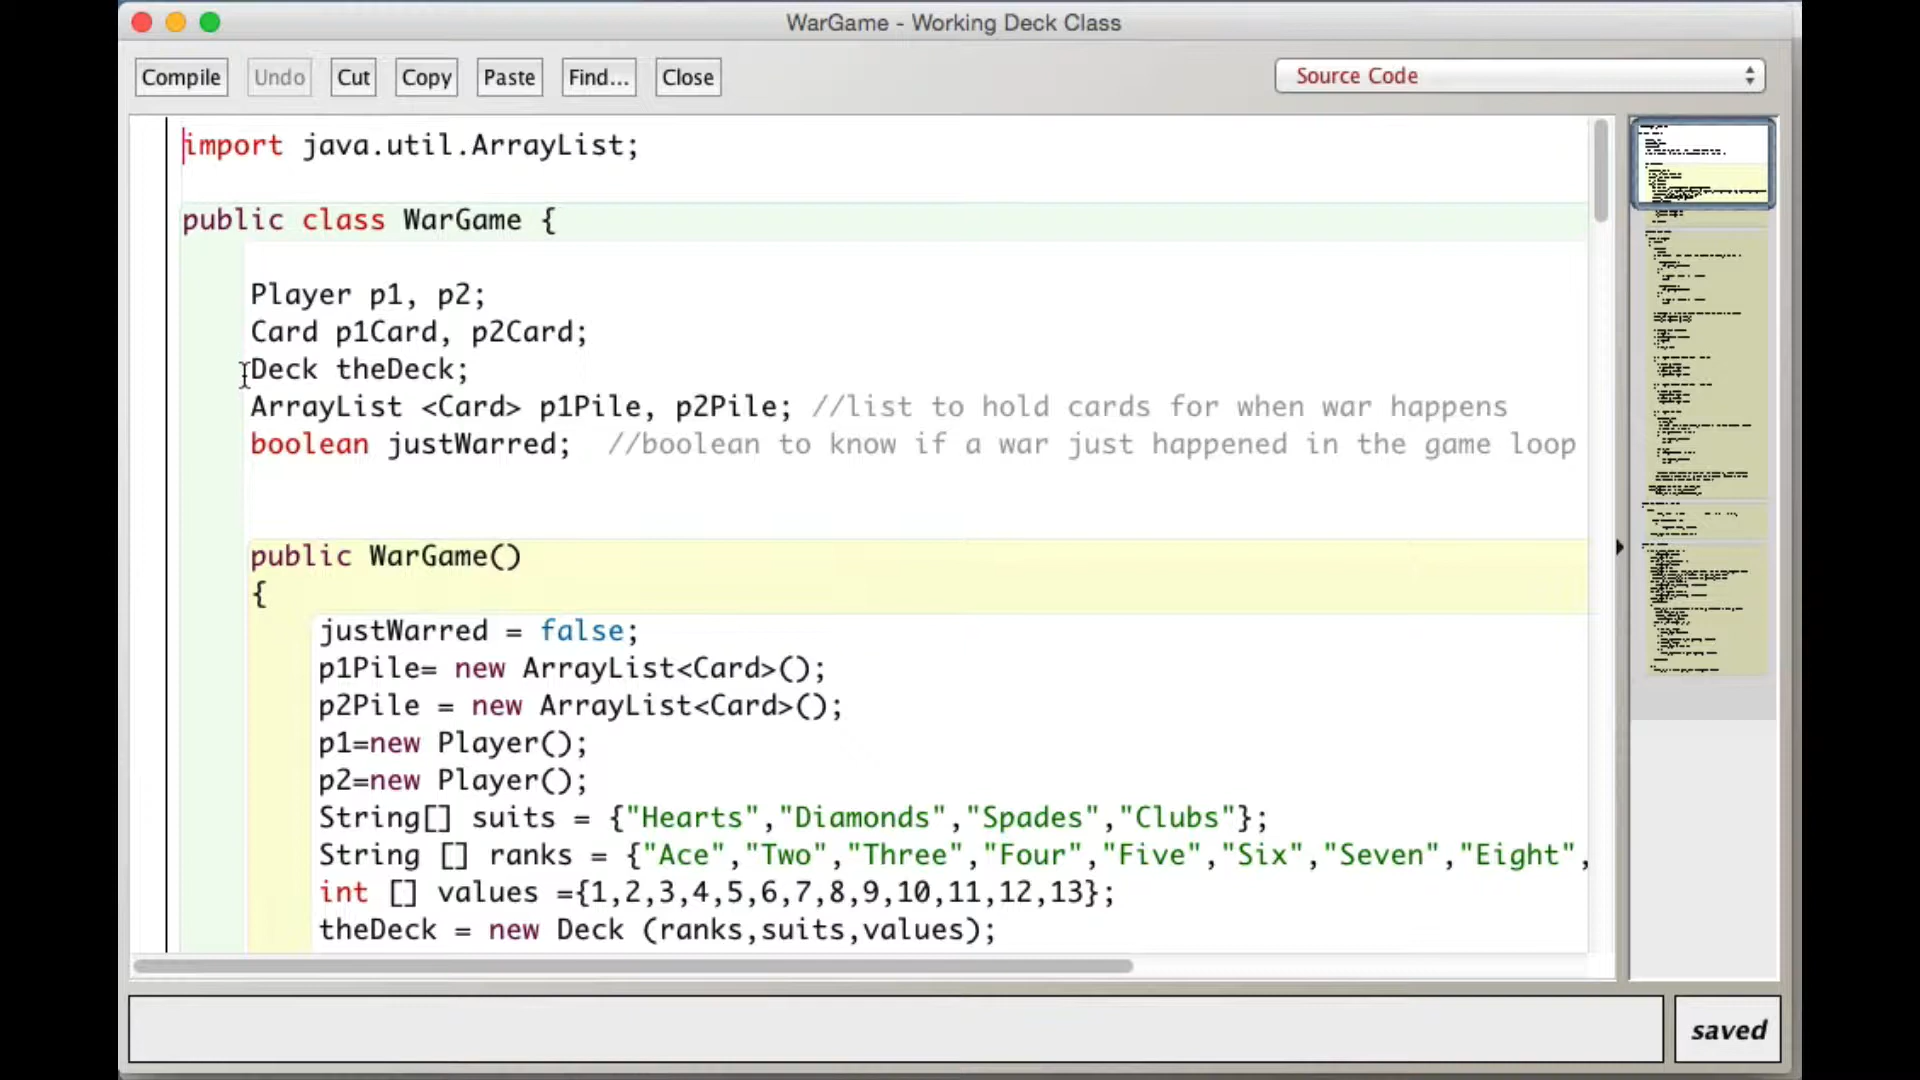 WarGame - Working Deck Class
Compile Undo Cut Copy Paste Find... Close Source Code
import java.util.ArrayList;
public class WarGame {
Player p1, p2;
Card p1Card, p2Card;
Deck theDeck;
ArrayList <Card> p1Pile, p2Pile; //list to hold cards for when war happens
boolean justWarred;  //boolean to know if a war just happened in the game loop
public WarGame()
{
justWarred = false;
p1Pile= new ArrayList<Card>();
p2Pile = new ArrayList<Card>();
p1=new Player();
p2=new Player();
String[] suits = {"Hearts","Diamonds","Spades","Clubs"};
String [] ranks = {"Ace","Two","Three","Four","Five","Six","Seven","Eight",
int [] values ={1,2,3,4,5,6,7,8,9,10,11,12,13};
theDeck = new Deck (ranks,suits,values);
saved